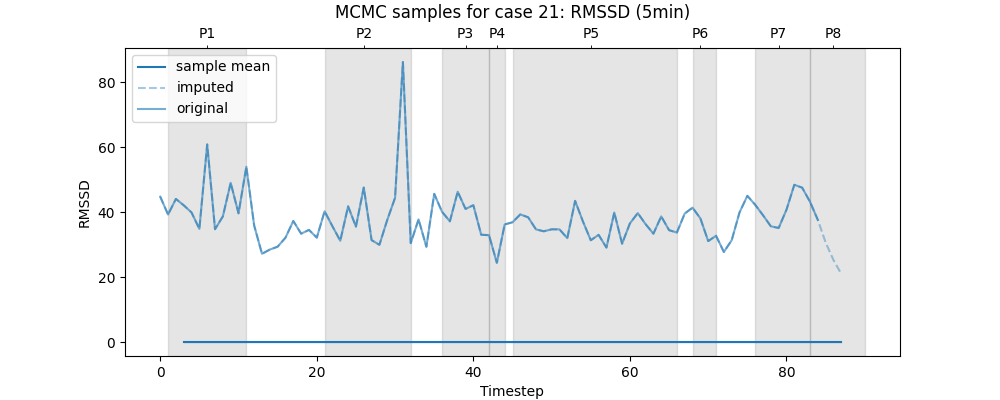 MCMC samples for case 21: RMSSD (5min)
P1 P2 P3 P4 P5 P6 P7 P8
sample mean
imputed
original
80
60
40
20
0
RMSSD
0 20 40 60 80
Timestep